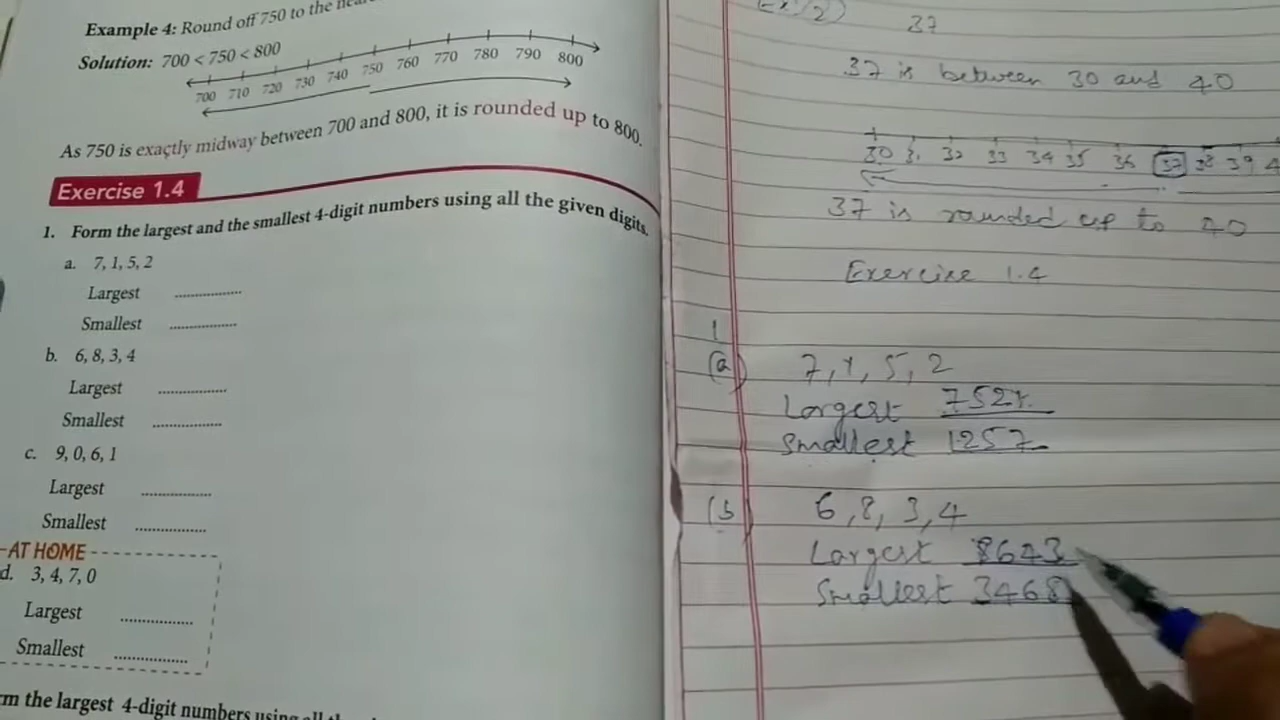 Example 4: Round off 750 to the
Solution: 700 < 750 < 800
700 710 720 730 740 750 760 770 780 790 800
As 750 is exactly midway between 700 and 800, it is rounded up to 800.
Exercise 1.4
1. Form the largest and the smallest 4-digit numbers using all the given digits.
a. 7, 1, 5, 2
Largest ..............
Smallest ..............
b. 6, 8, 3, 4
Largest ..............
Smallest ..............
c. 9, 0, 6, 1
Largest ..............
Smallest ..............
AT HOME
d. 3, 4, 7, 0
Largest ..............
Smallest ..............
the largest 4-digit numbers using all
37
37 is between 30 and 40
30 32 33 34 35 36 37 38 39
37 is rounded up to 40
Exercise 1.4
1
(a) 7, 1, 5, 2
Largest 7521
Smallest 1257
(b) 6, 8, 3, 4
Largest 8643
Smallest 3468